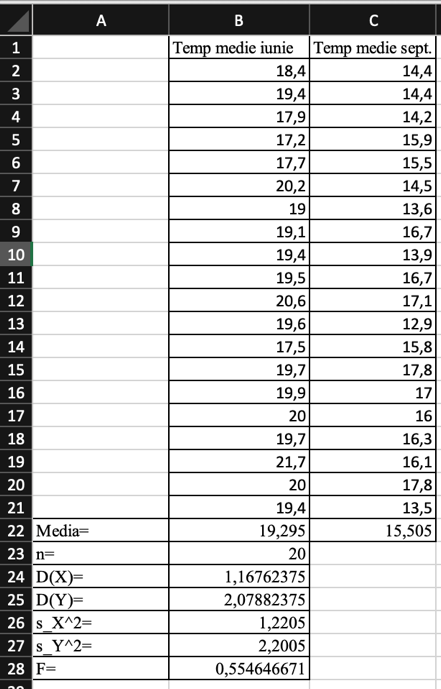 A B C
1 Temp medie iunie Temp medie sept.
2 18,4 14,4
3 19,4 14,4
4 17,9 14,2
5 17,2 15,9
6 17,7 15,5
7 20,2 14,5
8 19 13,6
9 19,1 16,7
10 19,4 13,9
11 19,5 16,7
12 20,6 17,1
13 19,6 12,9
14 17,5 15,8
15 19,7 17,8
16 19,9 17
17 20 16
18 19,7 16,3
19 21,7 16,1
20 20 17,8
21 19,4 13,5
22 Media= 19,295 15,505
23 n= 20
24 D(X)= 1,16762375
25 D(Y)= 2,07882375
26 s_X^2= 1,2205
27 s_Y^2= 2,2005
28 F= 0,554646671